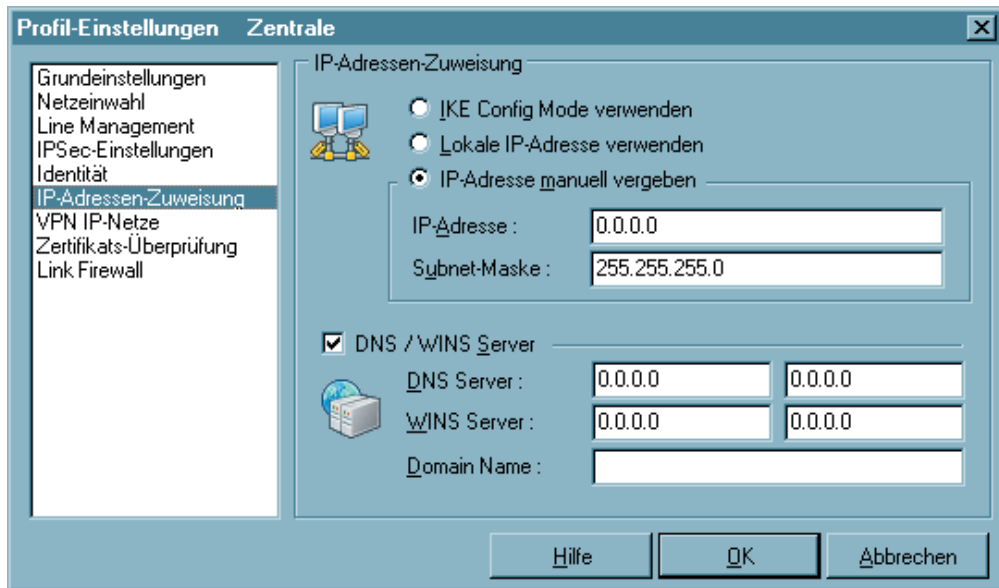 Profil-Einstellungen Zentrale
Grundeinstellungen
Netzeinwahl
Line Management
IPSec-Einstellungen
Identität
IP-Adressen-Zuweisung
VPN IP-Netze
Zertifikats-Überprüfung
Link Firewall
IP-Adressen-Zuweisung
IKE Config Mode verwenden
Lokale IP-Adresse verwenden
IP-Adresse manuell vergeben
IP-Adresse : 0.0.0.0
Subnet-Maske : 255.255.255.0
DNS / WINS Server
DNS Server : 0.0.0.0 0.0.0.0
WINS Server : 0.0.0.0 0.0.0.0
Domain Name :
Hilfe OK Abbrechen